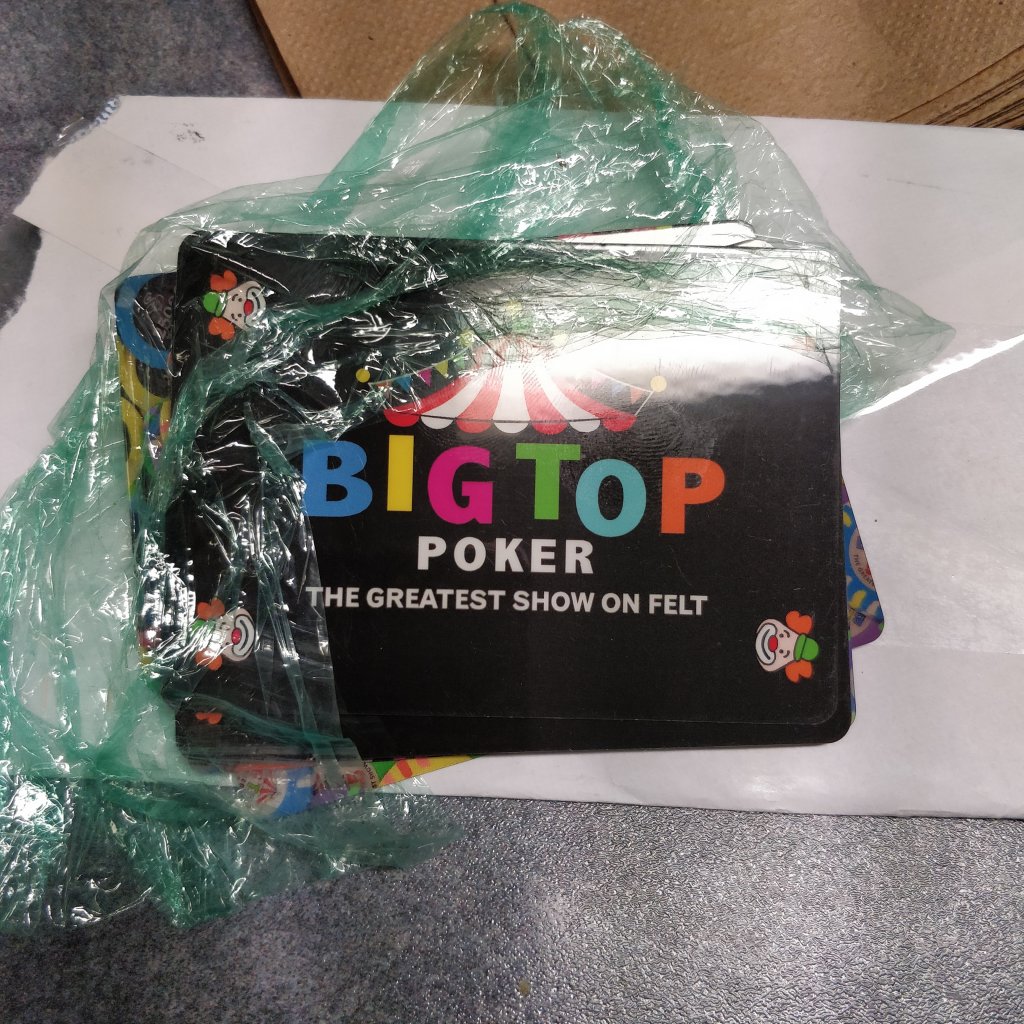 BIG TOP
POKER
THE GREATEST SHOW ON FELT